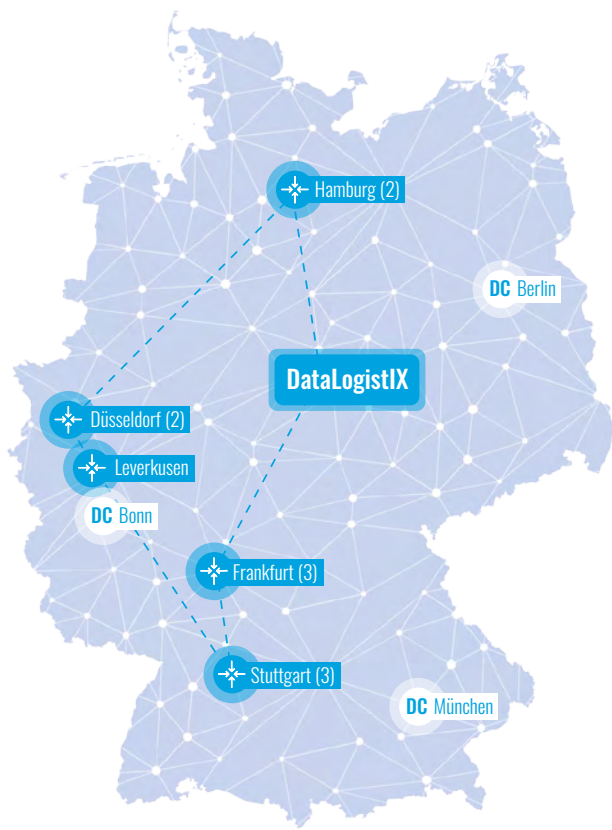 Hamburg (2)
DC Berlin
DataLogistIX
Düsseldorf (2)
Leverkusen
DC Bonn
Frankfurt (3)
Stuttgart (3)
DC München